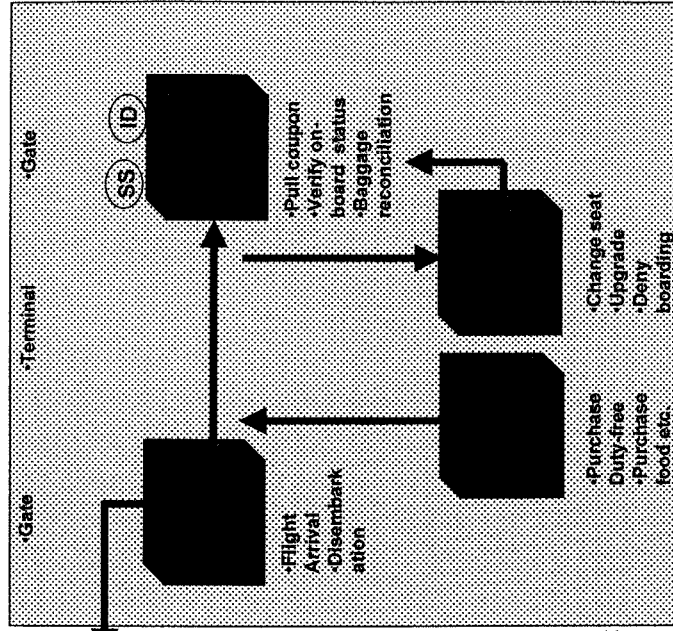 •Gate
•Terminal
•Gate
SS
ID
•Flight
Arrival
•Disembark
ation
•Pull coupon
•Verify on-
board status
•Baggage
reconciliation
•Purchase
Duty-free
•Purchase
food etc.
•Change seat
•Upgrade
•Deny
boarding